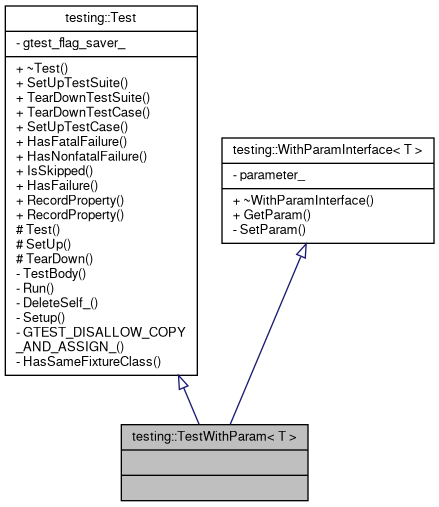 testing::Test
- gtest_flag_saver_
+ ~Test()
+ SetUpTestSuite()
+ TearDownTestSuite()
+ TearDownTestCase()
+ SetUpTestCase()
+ HasFatalFailure()
+ HasNonfatalFailure()
+ IsSkipped()
+ HasFailure()
+ RecordProperty()
+ RecordProperty()
# Test()
# SetUp()
# TearDown()
- TestBody()
- Run()
- DeleteSelf_()
- Setup()
- GTEST_DISALLOW_COPY
_AND_ASSIGN_()
- HasSameFixtureClass()
testing::WithParamInterface< T >
- parameter_
+ ~WithParamInterface()
+ GetParam()
- SetParam()
testing::TestWithParam< T >